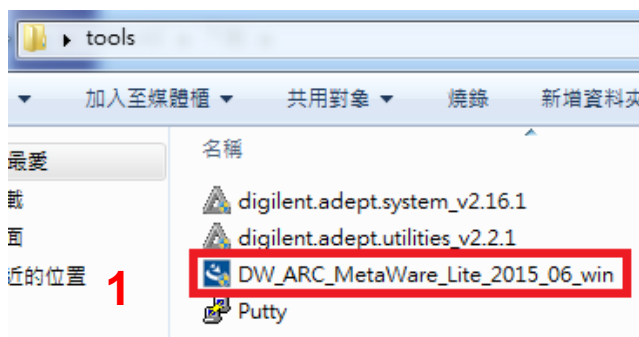 tools
加入至媒體櫃 共用對象 燒錄 新增資料夾
最愛
名稱
載
digilent.adept.system_v2.16.1
面
digilent.adept.utilities_v2.2.1
近的位置
1
DW_ARC_MetaWare_Lite_2015_06_win
Putty